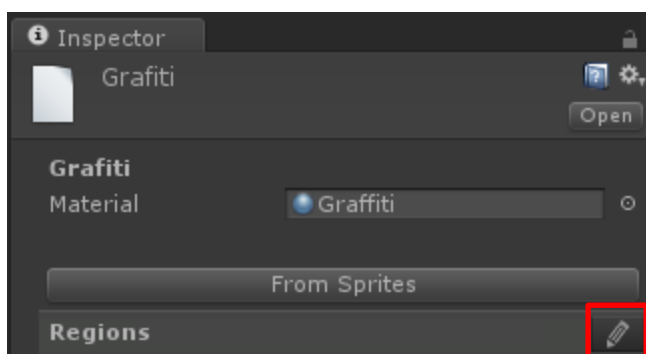 Inspector
Grafiti
Open
Grafiti
Material Graffiti
From Sprites
Regions